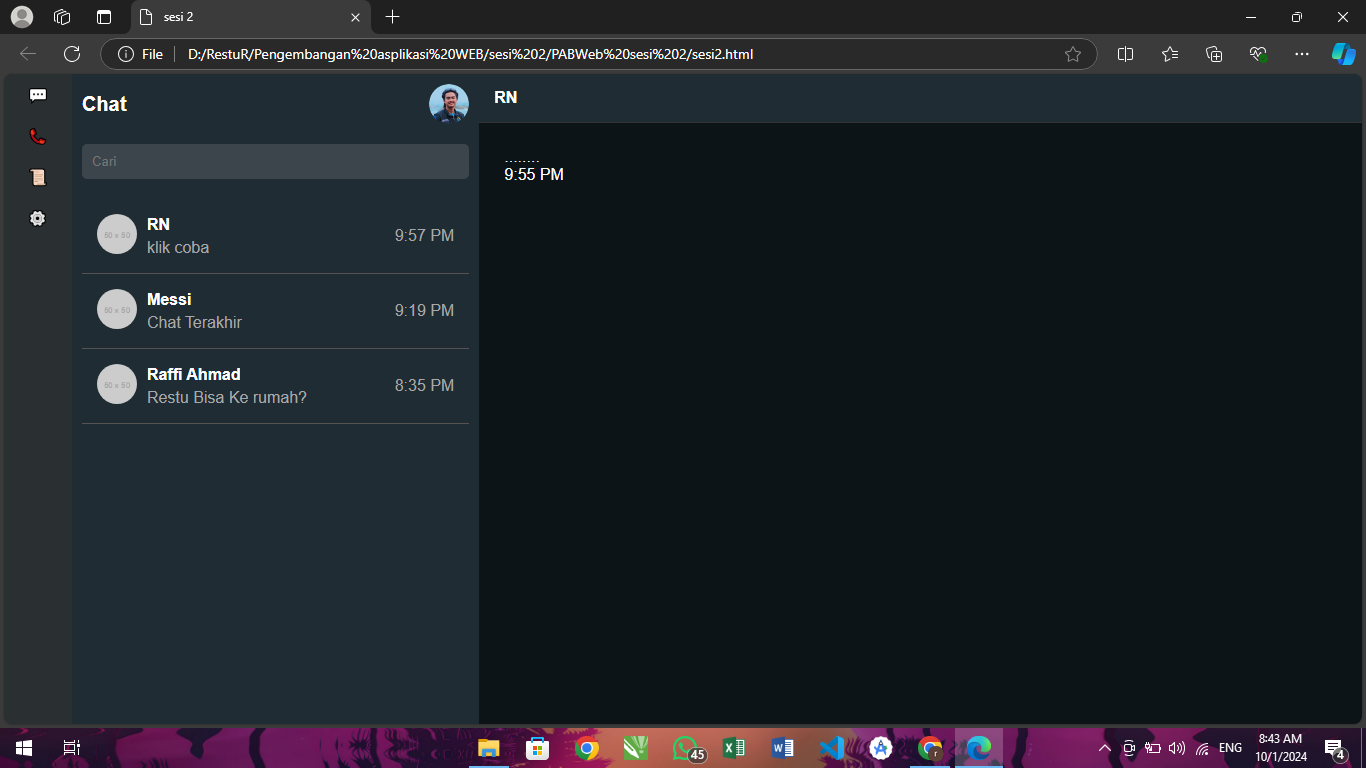 sesi 2
File
D:/RestuR/Pengembangan%20asplikasi%20WEB/sesi%202/PABWeb%20sesi%202/sesi2.html
Chat
RN
Cari
........
9:55 PM
RN
9:57 PM
klik coba
Messi
9:19 PM
Chat Terakhir
Raffi Ahmad
8:35 PM
Restu Bisa Ke rumah?
50 x 50
50 x 50
50 x 50
45
r
ENG
8:43 AM
10/1/2024
4